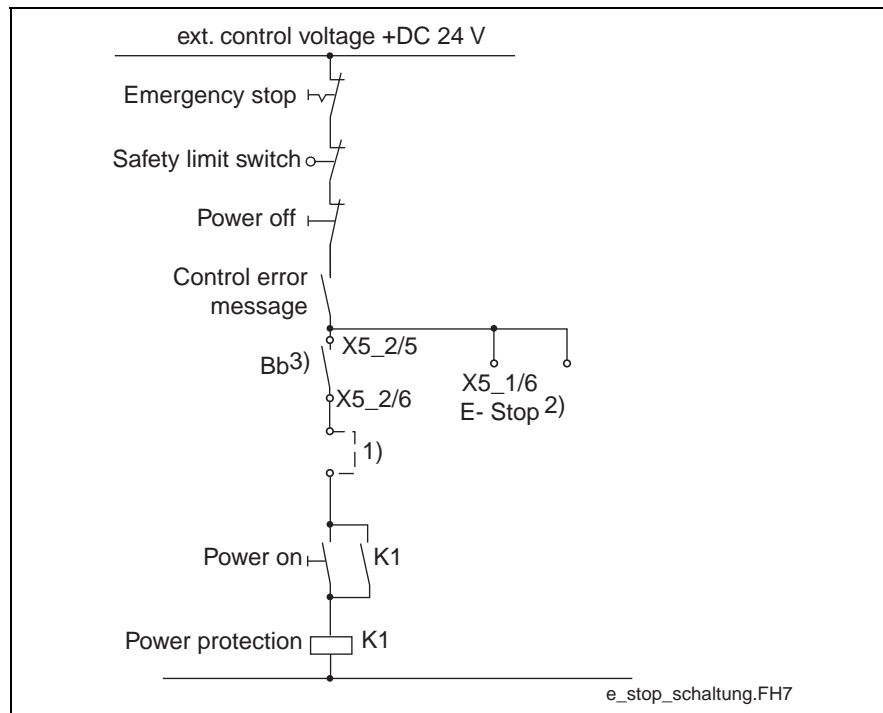 ext. control voltage +DC 24 V
Emergency stop
Safety limit switch
Power off
Control error
message
X5_2/5
Bb3)
X5_1/6
X5_2/6
E- Stop 2)
1)
Power on
K1
Power protection
K1
e_stop_schaltung.FH7